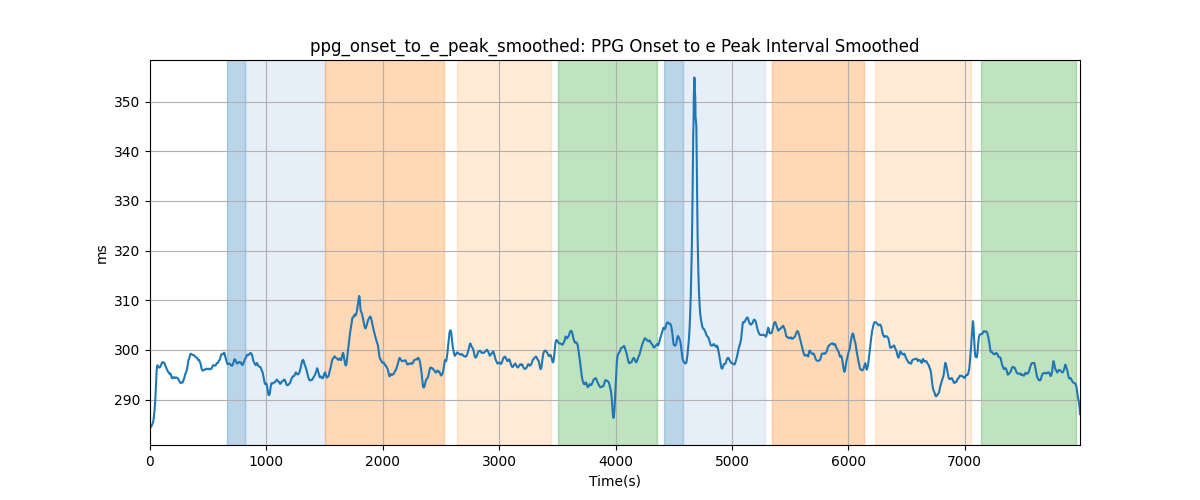 ppg_onset_to_e_peak_smoothed: PPG Onset to e Peak Interval Smoothed
350
340
330
320
310
300
290
ms
0 1000 2000 3000 4000 5000 6000 7000
Time(s)